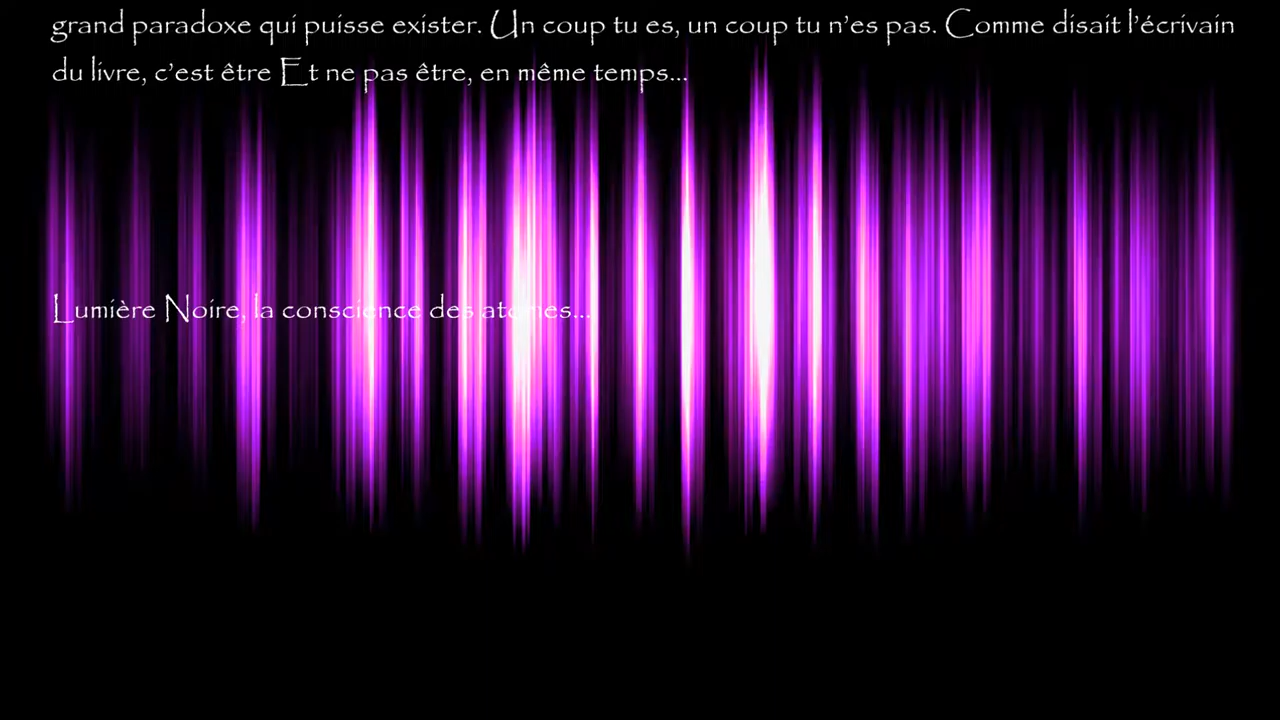 grand paradoxe qui puisse exister. Un coup tu es, un coup tu n’es pas. Comme disait l’écrivain
du livre, c’est être Et ne pas être, en même temps...
Lumière Noire, la conscience des atomes...